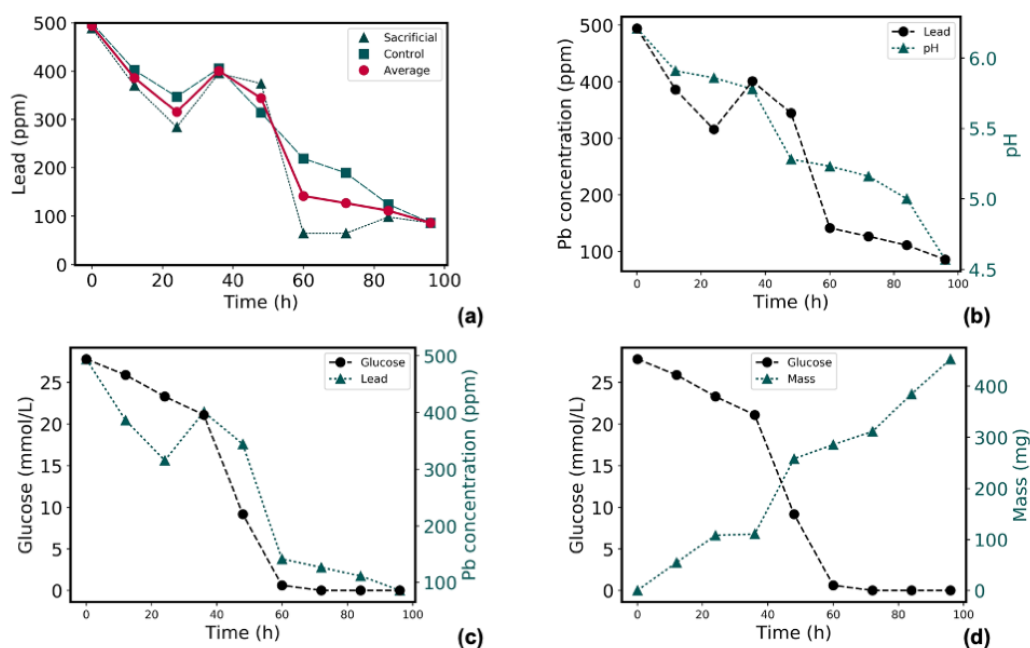 500
400
300
200
100
0
Lead (ppm)
Sacrificial
Control
Average
0 20 40 60 80 100
Time (h)
(a)
500
400
300
200
100
Pb concentration (ppm)
Lead
pH
6.0
5.5
5.0
4.5
pH
0 20 40 60 80 100
Time (h)
(b)
25
20
15
10
5
0
Glucose (mmol/L)
Glucose
Lead
500
400
300
200
100
Pb concentration (ppm)
0 20 40 60 80 100
Time (h)
(c)
25
20
15
10
5
0
Glucose (mmol/L)
Glucose
Mass
400
300
200
100
0
Mass (mg)
0 20 40 60 80 100
Time (h)
(d)